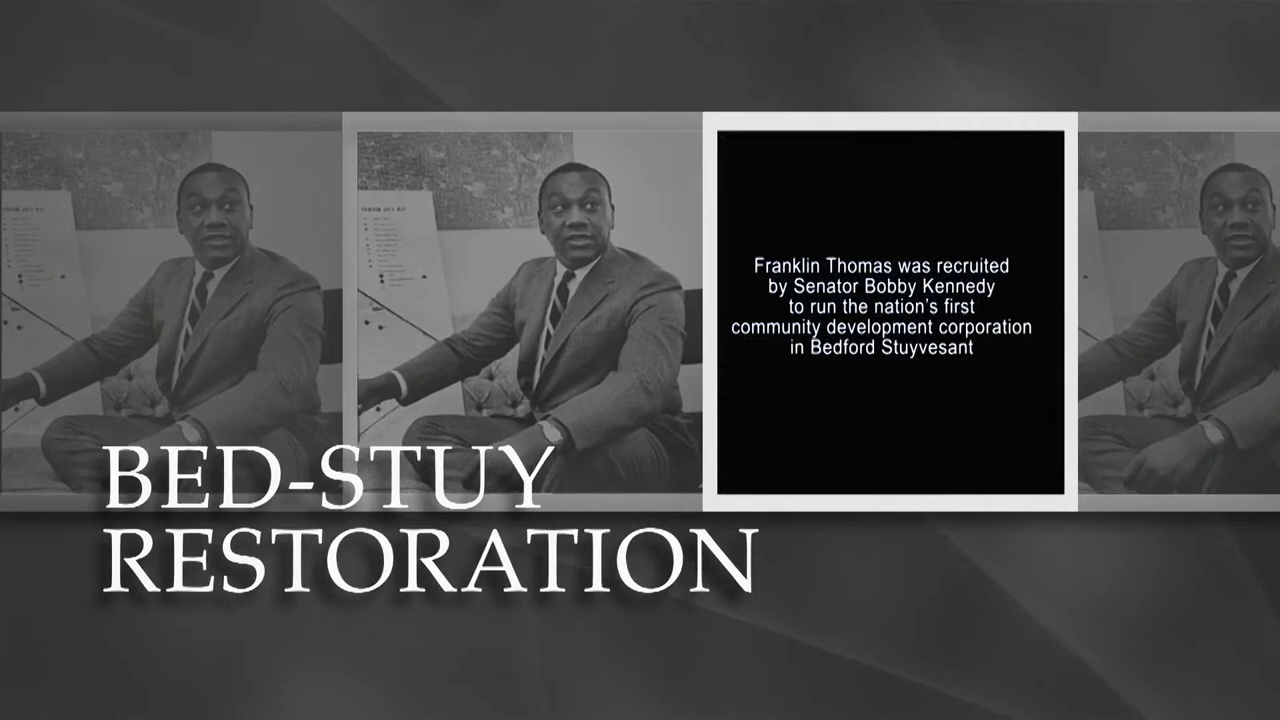 Franklin Thomas was recruited
by Senator Bobby Kennedy
to run the nation's first
community development corporation
in Bedford Stuyvesant
BED-STUY
RESTORATION